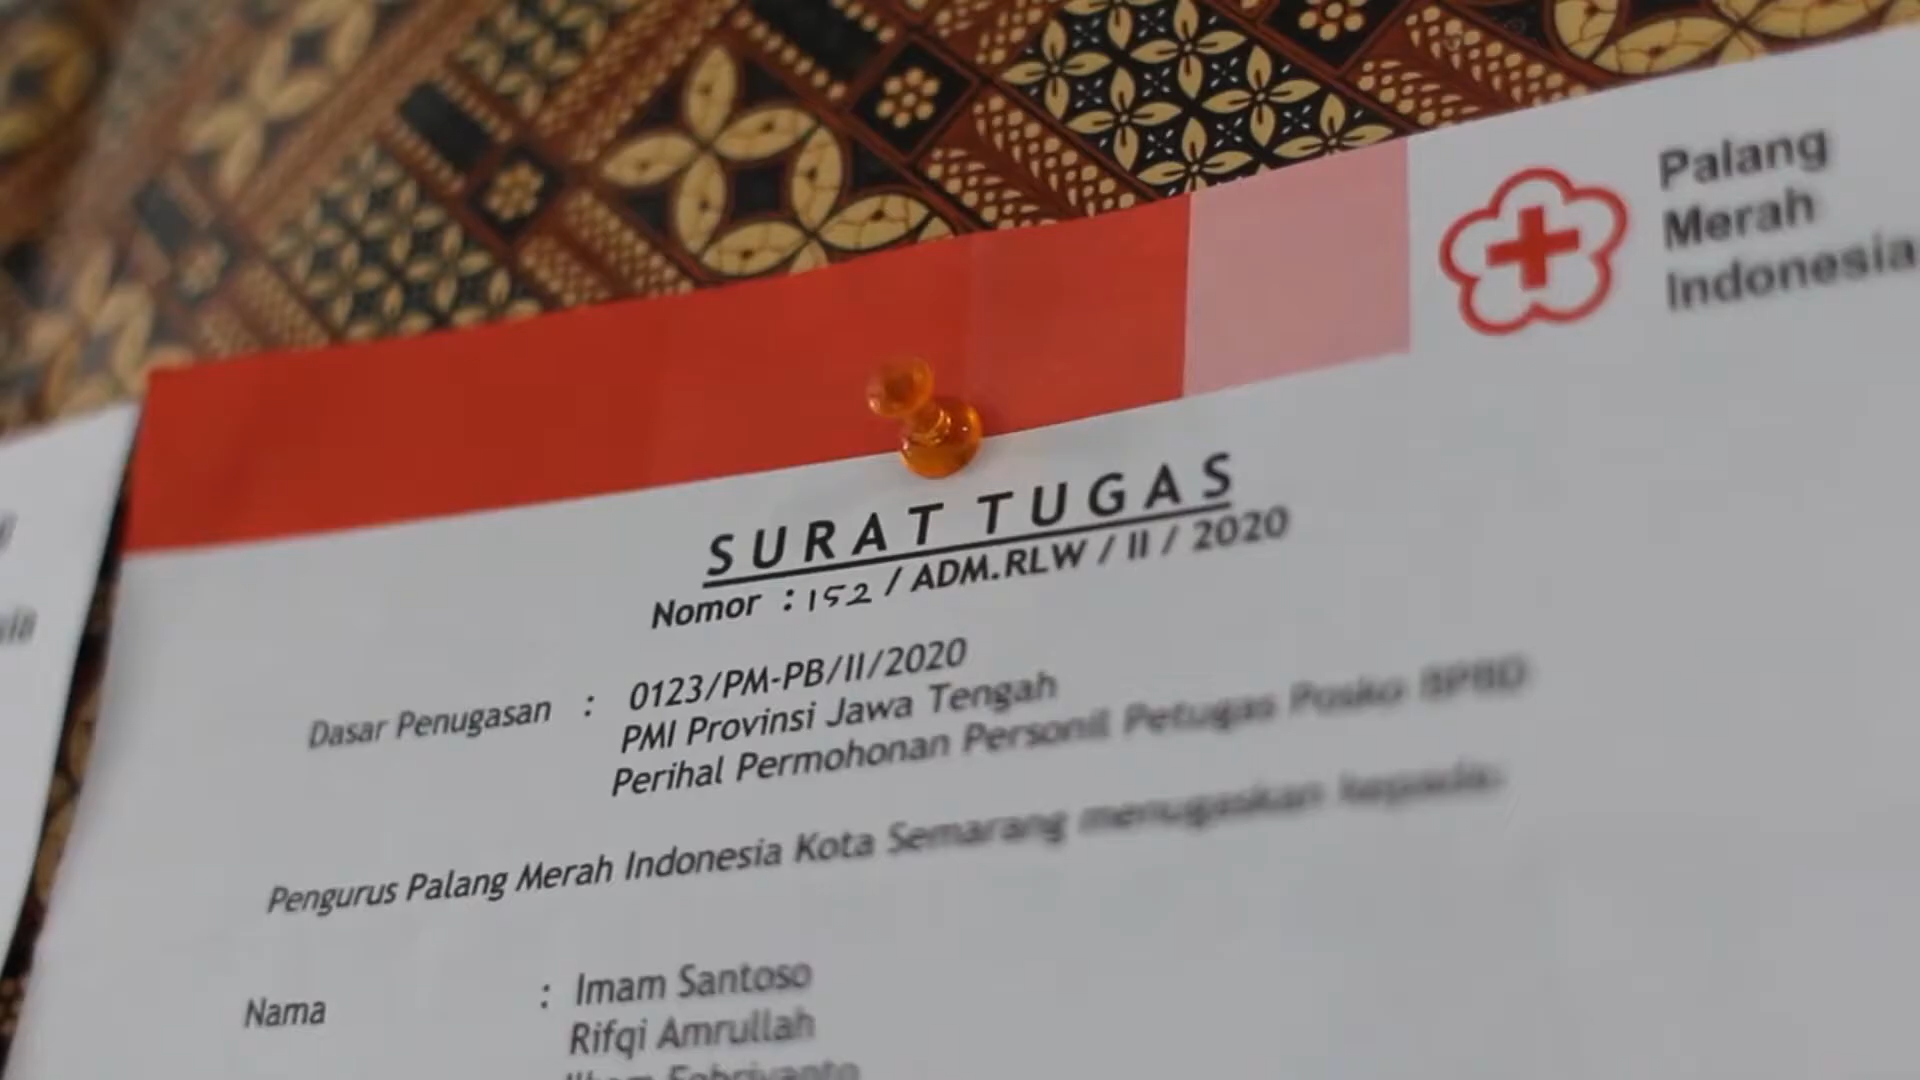 Palang
Merah
Indonesia
SURAT TUGAS
Nomor : 152 / ADM.RLW / II / 2020
Dasar Penugasan : 0123/PM-PB/II/2020
PMI Provinsi Jawa Tengah
Perihal Permohonan Personil Petugas Posko BPBD
Pengurus Palang Merah Indonesia Kota Semarang menugaskan kepada:
Nama : Imam Santoso
Rifqi Amrullah